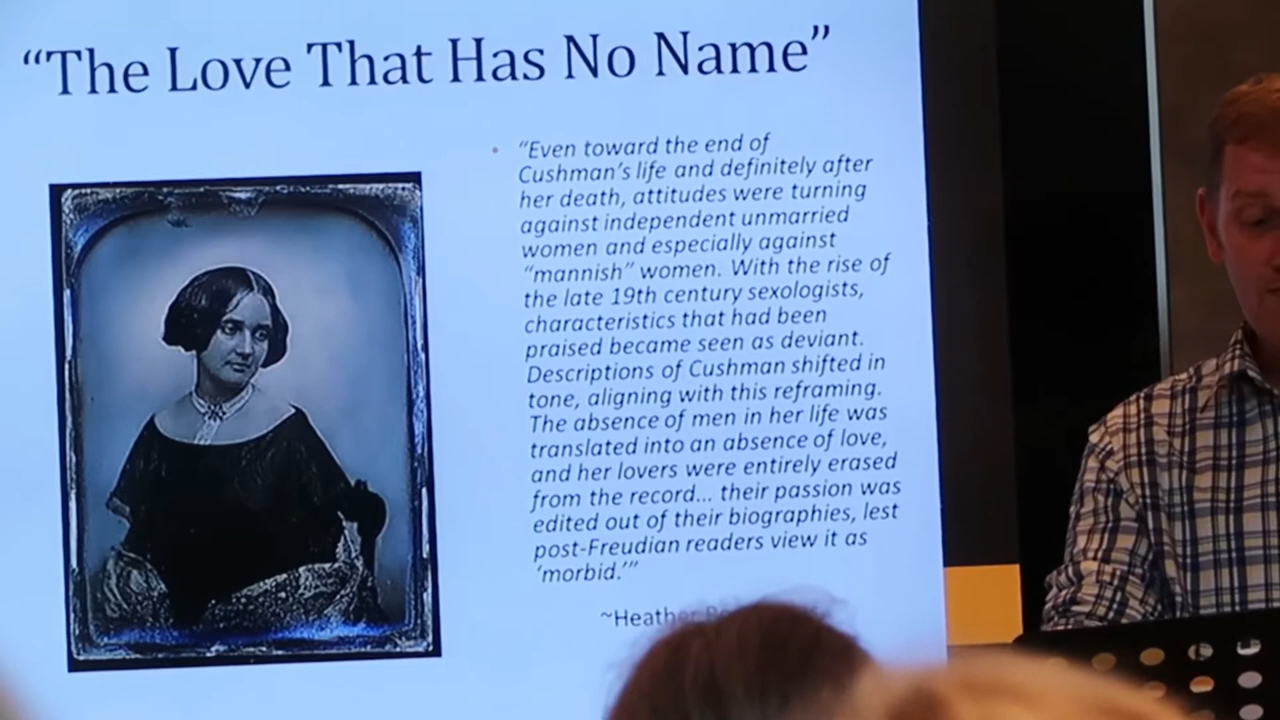 “The Love That Has No Name”
• “Even toward the end of
Cushman’s life and definitely after
her death, attitudes were turning
against independent unmarried
women and especially against
“mannish” women. With the rise of
the late 19th century sexologists,
characteristics that had been
praised became seen as deviant.
Descriptions of Cushman shifted in
tone, aligning with this reframing.
The absence of men in her life was
translated into an absence of love,
and her lovers were entirely erased
from the record... their passion was
edited out of their biographies, lest
post-Freudian readers view it as
‘morbid.’”
~Heather